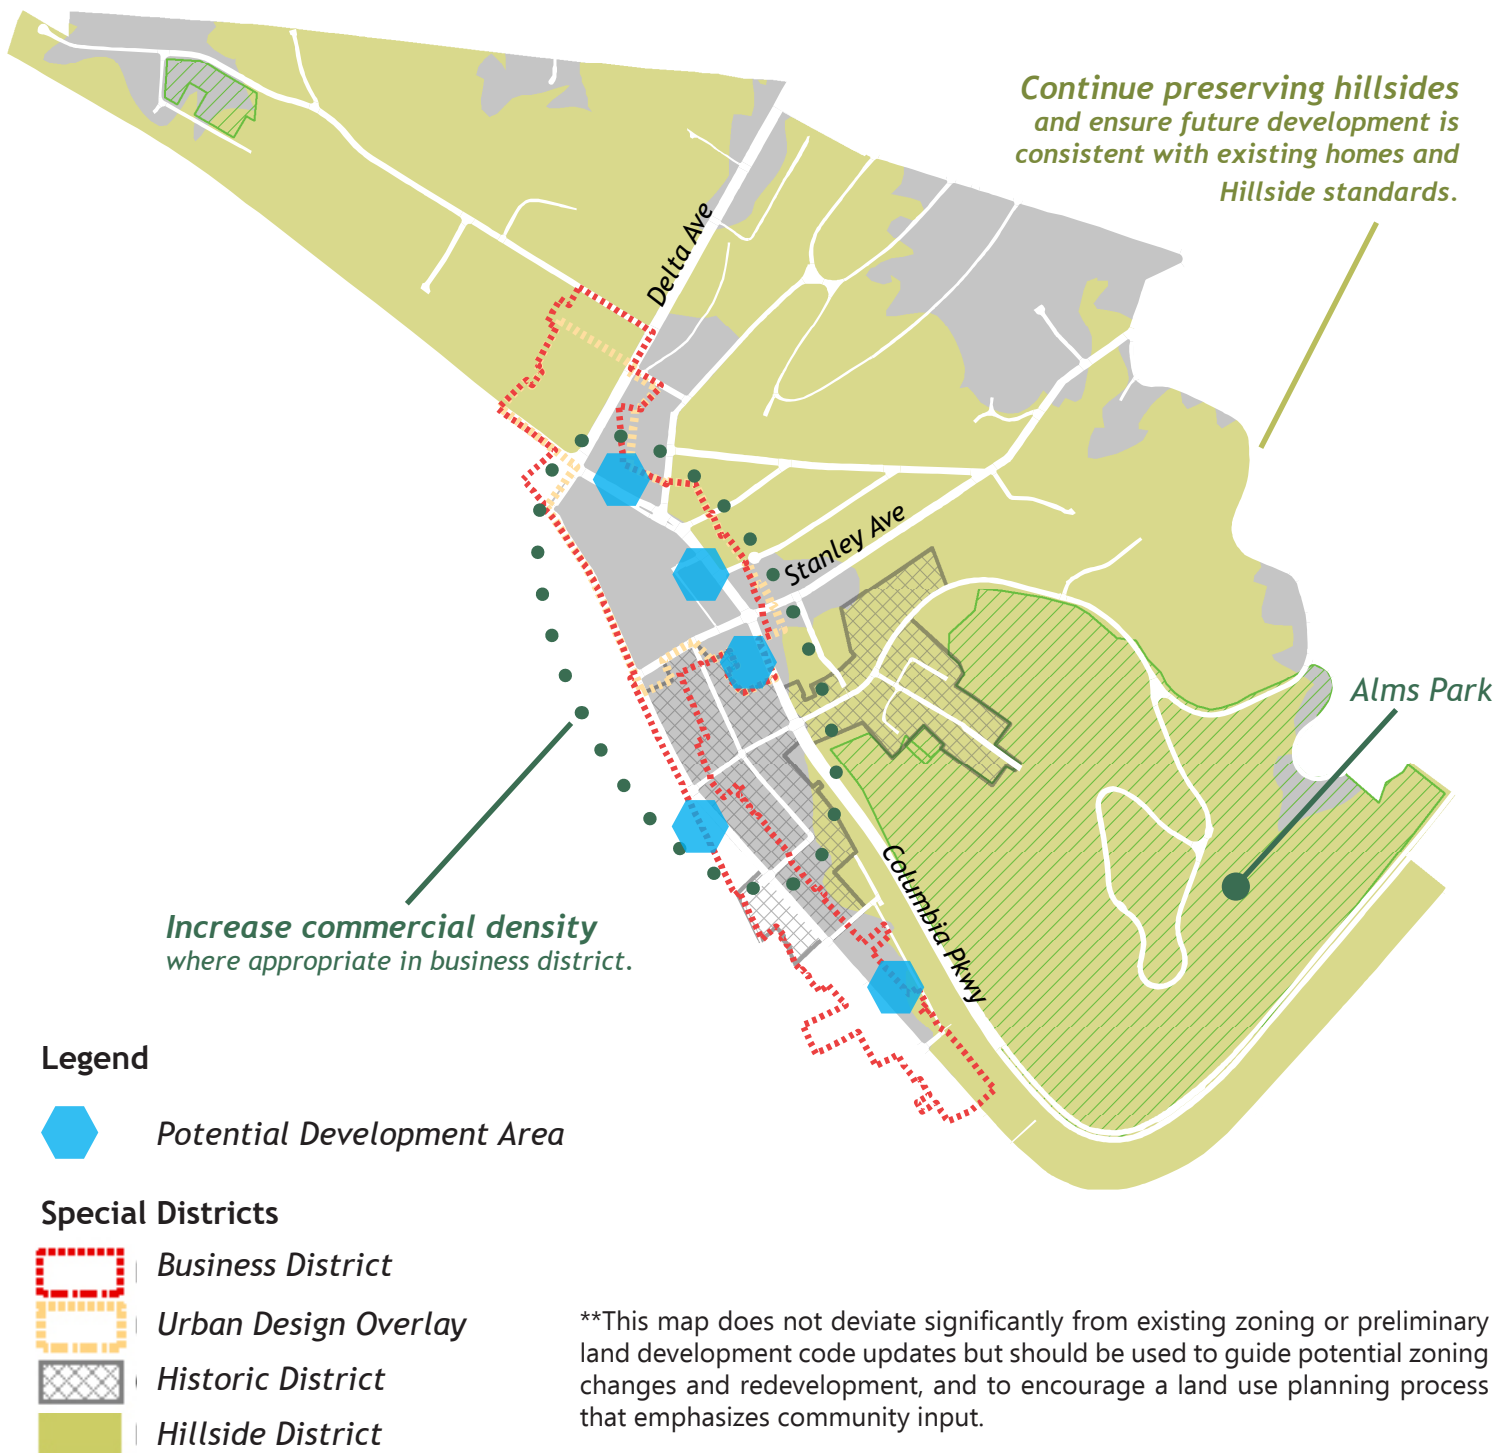 Continue preserving hillsides
and ensure future development is
consistent with existing homes and
Hillside standards.
Delta Ave
Stanley Ave
Alms Park
Columbia Pkwy
Increase commercial density
where appropriate in business district.
Legend
Potential Development Area
Special Districts
Business District
Urban Design Overlay
Historic District
Hillside District
**This map does not deviate significantly from existing zoning or preliminary
land development code updates but should be used to guide potential zoning
changes and redevelopment, and to encourage a land use planning process
that emphasizes community input.